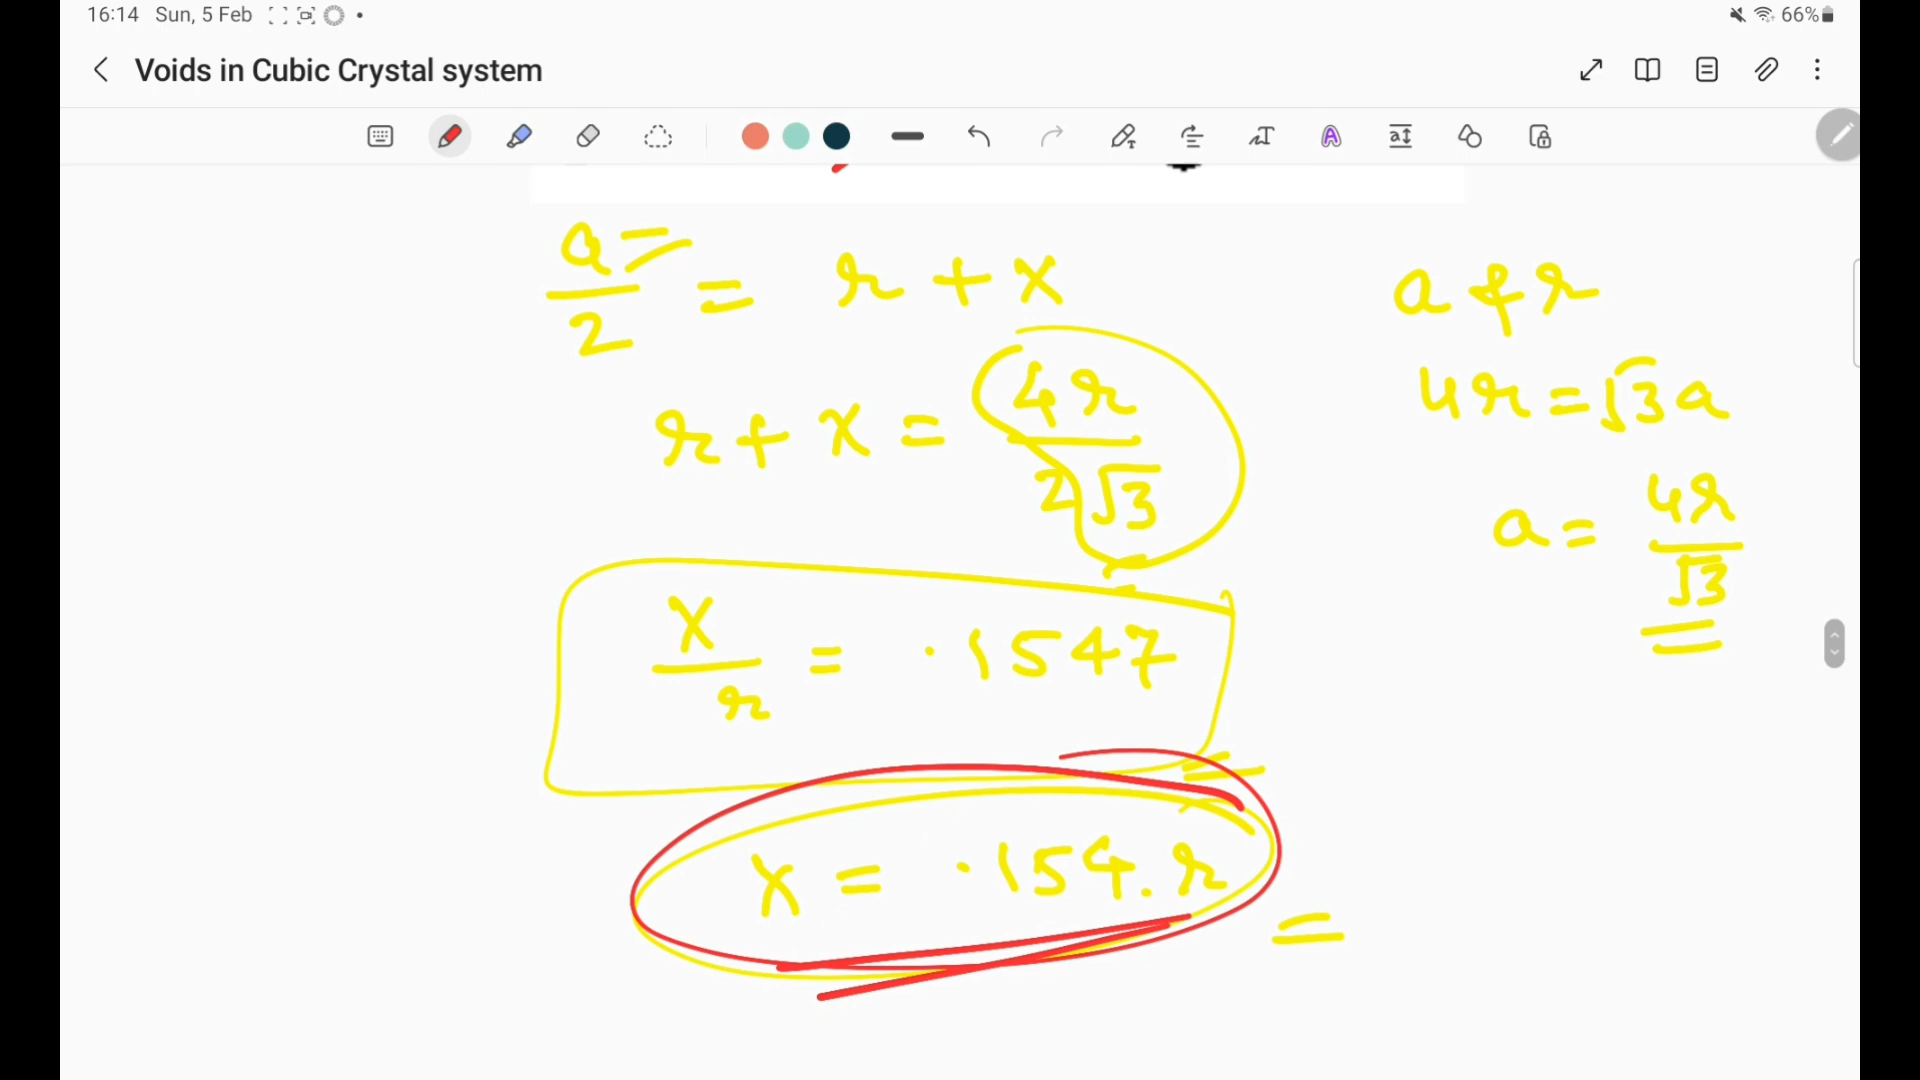 16:14 Sun, 5 Feb
66%
Voids in Cubic Crystal system
a/2 = r + x
a & r
r + x = 4r/2√3
4r = √3a
a = 4r/√3
x/r = .1547
x = .154.r